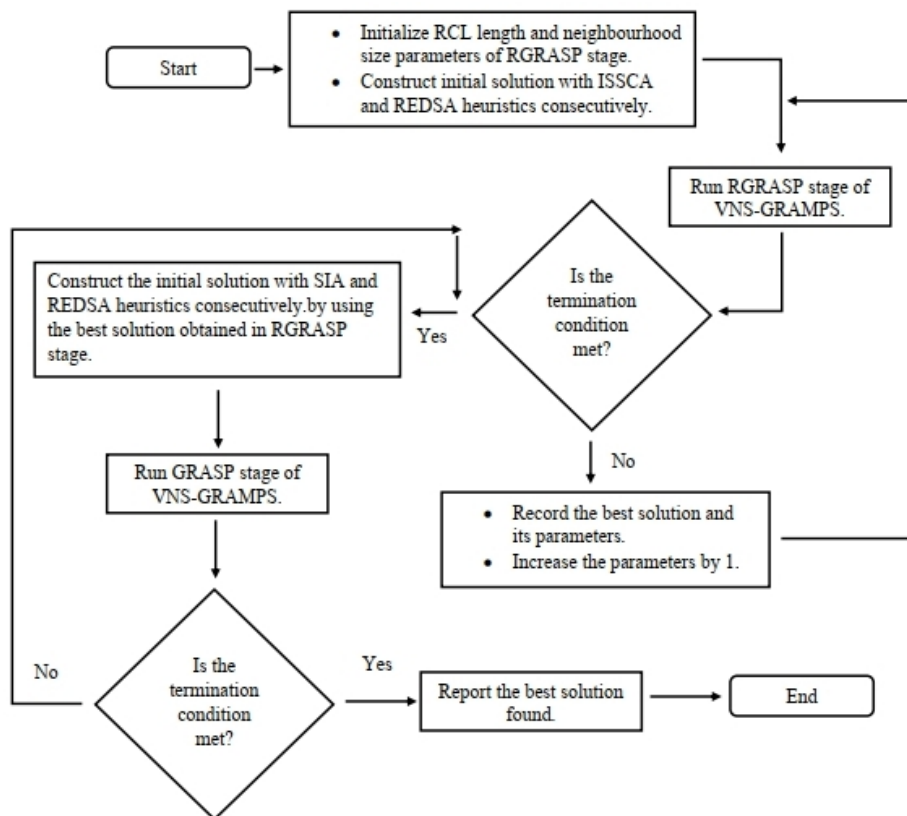 Start
• Initialize RCL length and neighbourhood
size parameters of RGRASP stage.
• Construct initial solution with ISSCA
and REDSA heuristics consecutively.
Run RGRASP stage of
VNS-GRAMPS.
Is the
termination
condition
met?
Yes
Construct the initial solution with SIA and
REDSA heuristics consecutively.by using
the best solution obtained in RGRASP
stage.
No
• Record the best solution and
its parameters.
• Increase the parameters by 1.
Run GRASP stage of
VNS-GRAMPS.
Is the
termination
condition
met?
No
Yes
Report the best solution
found.
End